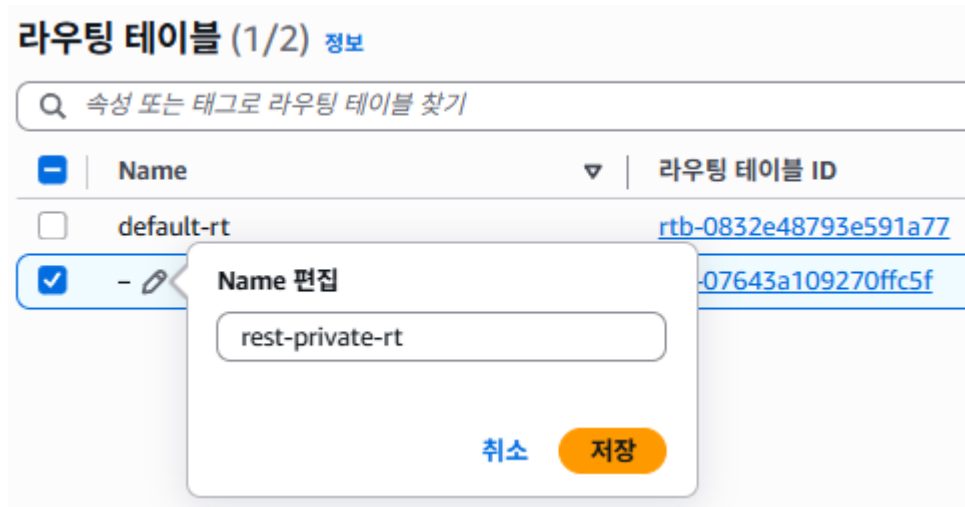 라우팅 테이블 (1/2) 정보
속성 또는 태그로 라우팅 테이블 찾기
Name 라우팅 테이블 ID
default-rt rtb-0832e48793e591a77
– -07643a109270ffc5f
Name 편집
rest-private-rt
취소 저장